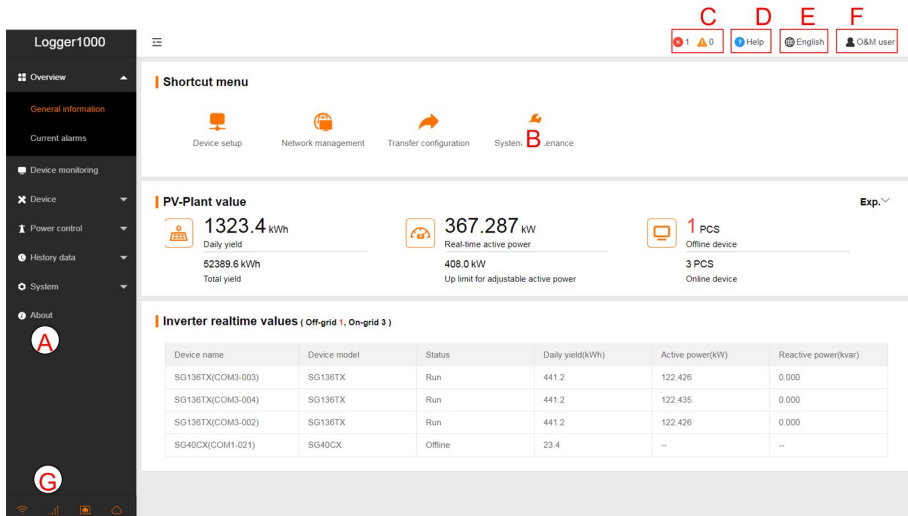 C D E F
Logger1000
1 0 Help English O&M user
Overview
General information
Current alarms
Device monitoring
Device
Power control
History data
System
About
A
G
Shortcut menu
Device setup Network management Transfer configuration System B enance
PV-Plant value Exp.
1323.4 kWh 367.287 kW 1 PCS
Daily yield Real-time active power Offline device
52389.6 kWh 408.0 kW 3 PCS
Total yield Up limit for adjustable active power Online device
Inverter realtime values ( Off-grid 1, On-grid 3 )
Device name Device model Status Daily yield(kWh) Active power(kW) Reactive power(kvar)
SG136TX(COM3-003) SG136TX Run 441.2 122.426 0.000
SG136TX(COM3-004) SG136TX Run 441.2 122.435 0.000
SG136TX(COM3-002) SG136TX Run 441.2 122.426 0.000
SG40CX(COM1-021) SG40CX Offline 23.4 -- --